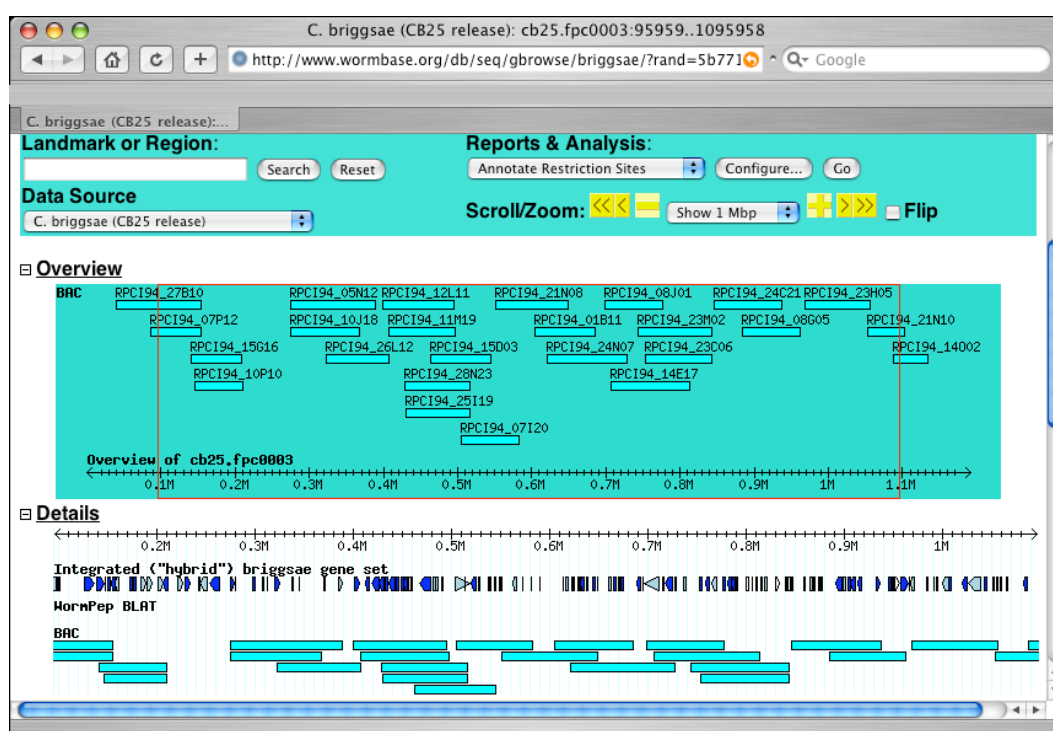 C. briggsae (CB25 release): cb25.fpc0003:95959..1095958
http://www.wormbase.org/db/seq/gbrowse/briggsae/?rand=5b771
Google
C. briggsae (CB25 release):...
Landmark or Region: Reports & Analysis:
Search Reset Annotate Restriction Sites Configure... Go
Data Source
C. briggsae (CB25 release) Scroll/Zoom: << < Show 1 Mbp > >> Flip
Overview
BAC RPCI94_27B10 RPCI94_05N12 RPCI94_12L11 RPCI94_21N08 RPCI94_08J01 RPCI94_24C21 RPCI94_23H05
RPCI94_07P12 RPCI94_10J18 RPCI94_11M19 RPCI94_01B11 RPCI94_23M02 RPCI94_08G05 RPCI94_21N10
RPCI94_15G16 RPCI94_26L12 RPCI94_15D03 RPCI94_24N07 RPCI94_23C06 RPCI94_14O02
RPCI94_10P10 RPCI94_28N23 RPCI94_14E17
RPCI94_25I19
RPCI94_07I20
Overview of cb25.fpc0003
0.1M 0.2M 0.3M 0.4M 0.5M 0.6M 0.7M 0.8M 0.9M 1M 1.1M
Details
0.2M 0.3M 0.4M 0.5M 0.6M 0.7M 0.8M 0.9M 1M
Integrated ("hybrid") briggsae gene set
WormPep BLAT
BAC